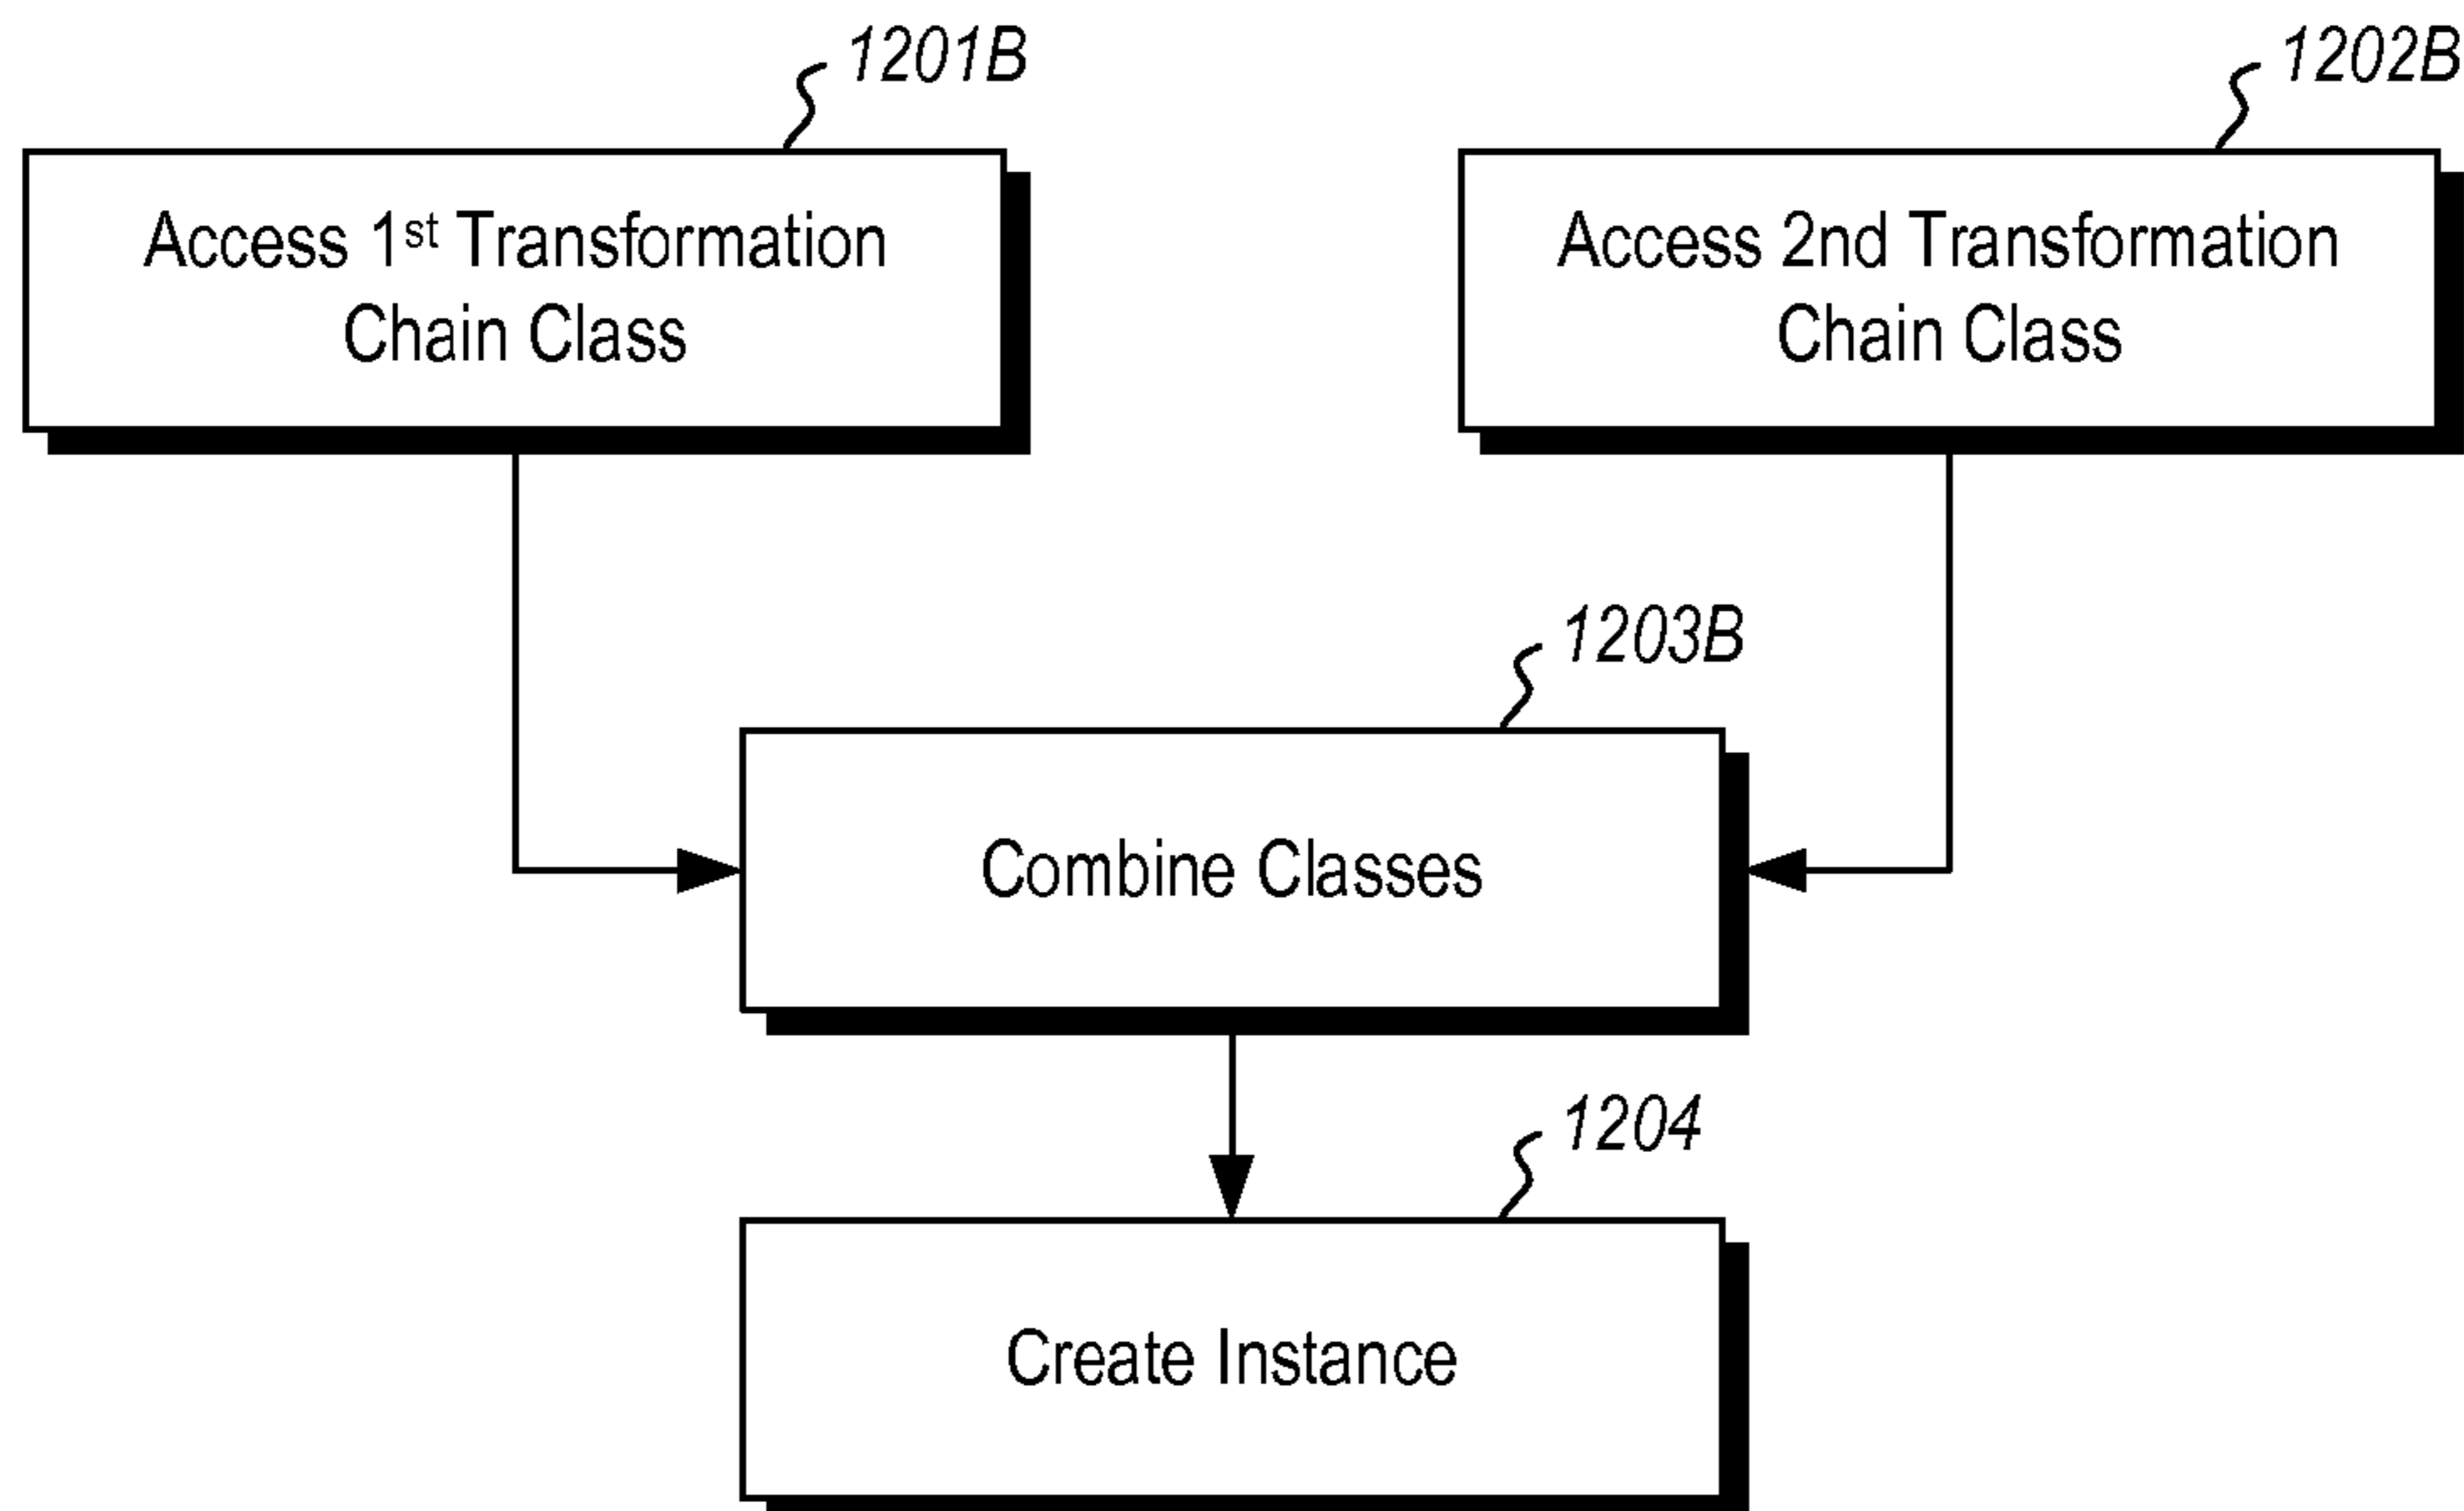 1201B
1202B
Access 1st Transformation
Chain Class
Access 2nd Transformation
Chain Class
1203B
Combine Classes
1204
Create Instance